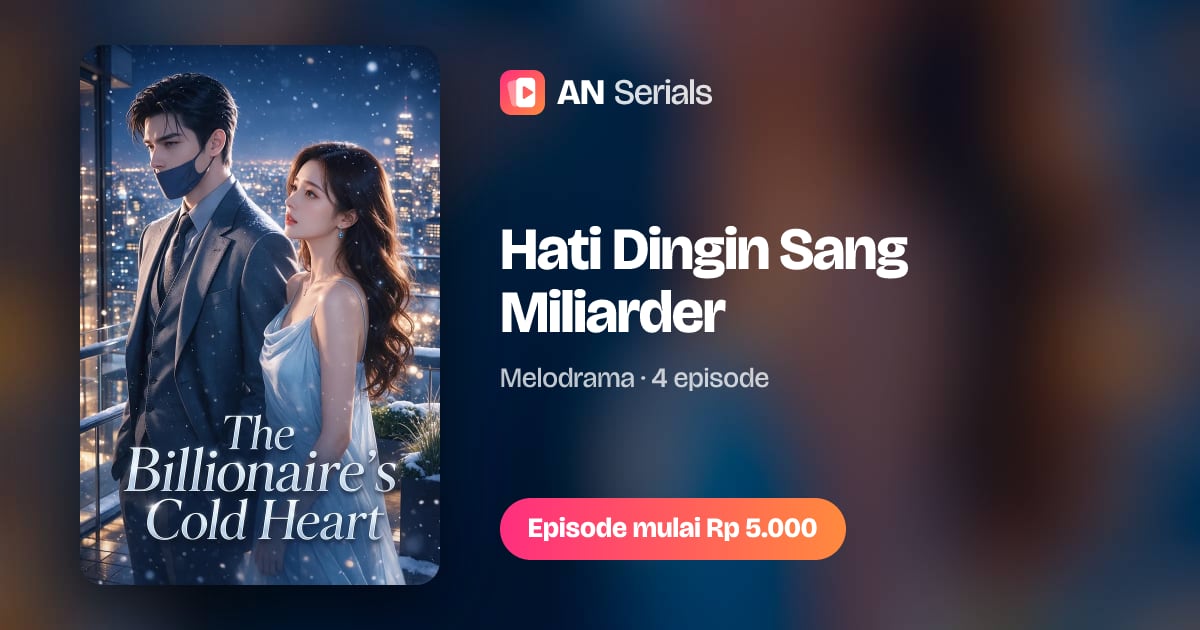 The
Billionaire's
Cold Heart
AN Serials
Hati Dingin Sang
Miliarder
Melodrama · 4 episode
Episode mulai Rp 5.000